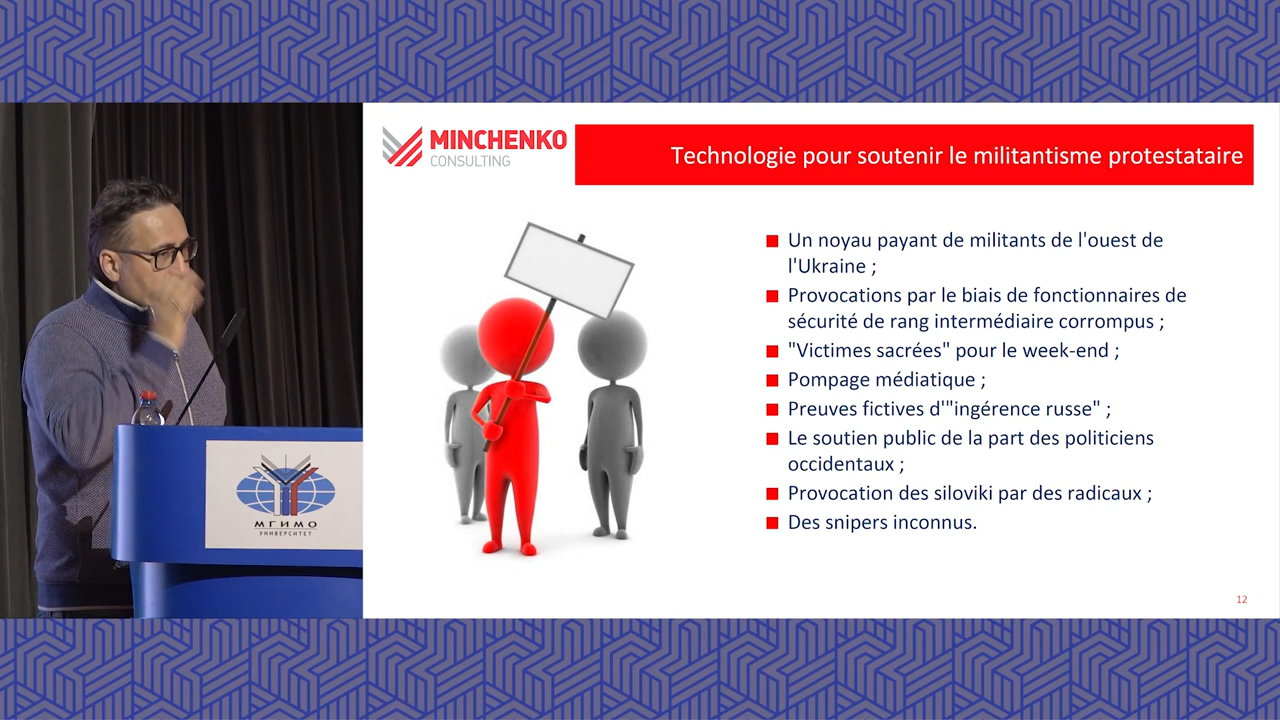 MINCHENKO
CONSULTING
Technologie pour soutenir le militantisme protestataire
Un noyau payant de militants de l'ouest de
l'Ukraine ;
Provocations par le biais de fonctionnaires de
sécurité de rang intermédiaire corrompus ;
"Victimes sacrées" pour le week-end ;
Pompage médiatique ;
Preuves fictives d'"ingérence russe" ;
Le soutien public de la part des politiciens
occidentaux ;
Provocation des siloviki par des radicaux ;
Des snipers inconnus.
12
МГИМО
УНИВЕРСИТЕТ